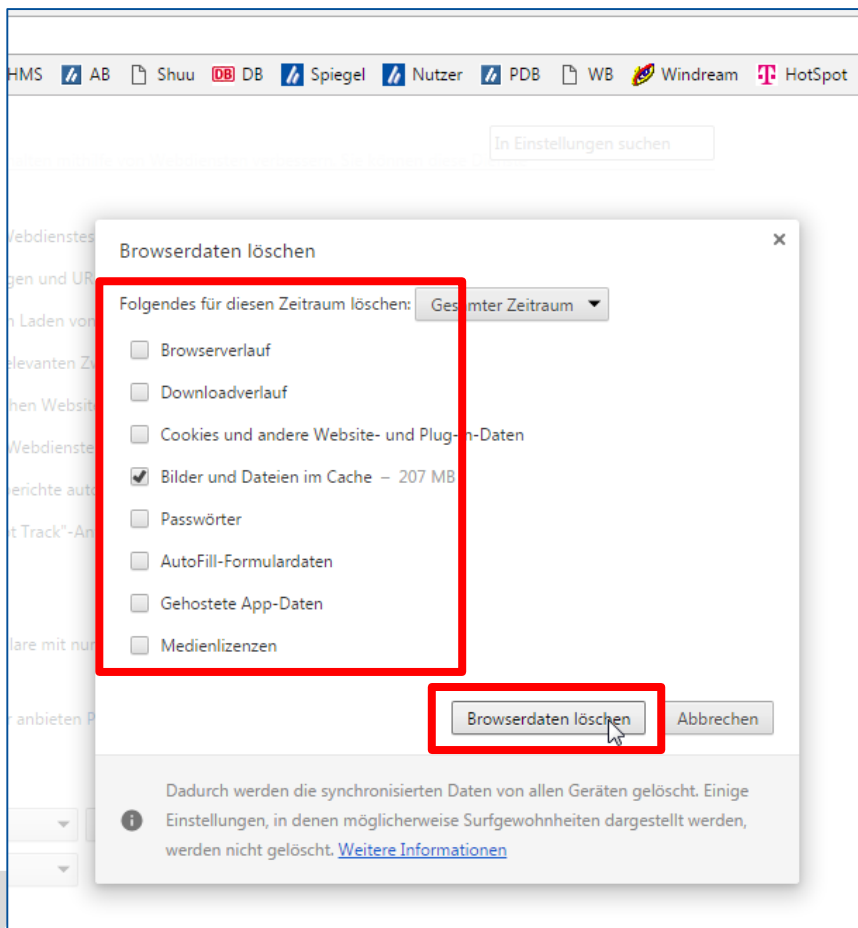 HMS AB Shuu DB DB Spiegel Nutzer PDB WB Windream T HotSpot
In Einstellungen suchen
Webdienstes
gen und UR
n Laden von
elevanten Zw
hen Website
Webdienste
berichte auto
ot Track"-An
lare mit nur
r anbieten P
Browserdaten löschen ×
Folgendes für diesen Zeitraum löschen: Gesamter Zeitraum
Browserverlauf
Downloadverlauf
Cookies und andere Website- und Plug-in-Daten
Bilder und Dateien im Cache – 207 MB
Passwörter
AutoFill-Formulardaten
Gehostete App-Daten
Medienlizenzen
Browserdaten löschen Abbrechen
Dadurch werden die synchronisierten Daten von allen Geräten gelöscht. Einige
Einstellungen, in denen möglicherweise Surfgewohnheiten dargestellt werden,
werden nicht gelöscht. Weitere Informationen